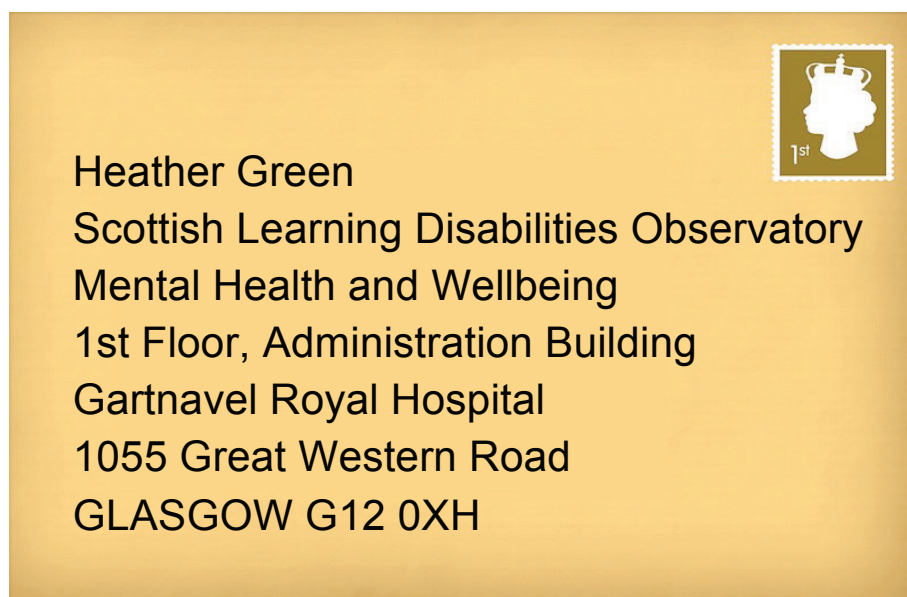 1st
Heather Green
Scottish Learning Disabilities Observatory
Mental Health and Wellbeing
1st Floor, Administration Building
Gartnavel Royal Hospital
1055 Great Western Road
GLASGOW G12 0XH